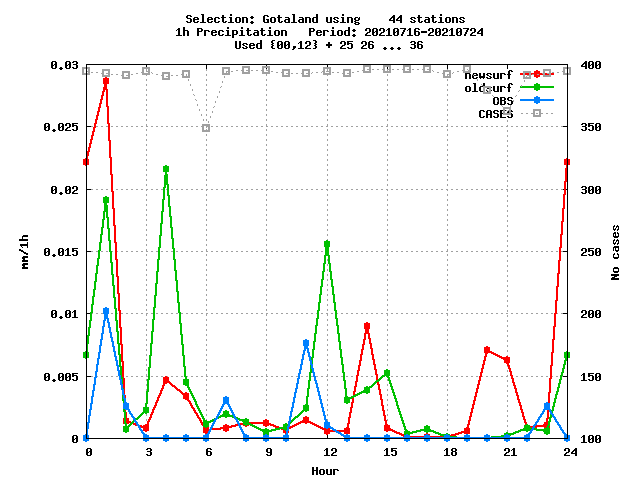 Selection: Gotaland using    44 stations
1h Precipitation   Period: 20210716-20210724
Used {00,12} + 25 26 ... 36
0.03
0.025
0.02
0.015
0.01
0.005
0
mm/1h
400
350
300
250
200
150
100
No cases
newsurf
oldsurf
OBS
CASES
0 3 6 9 12 15 18 21 24
Hour